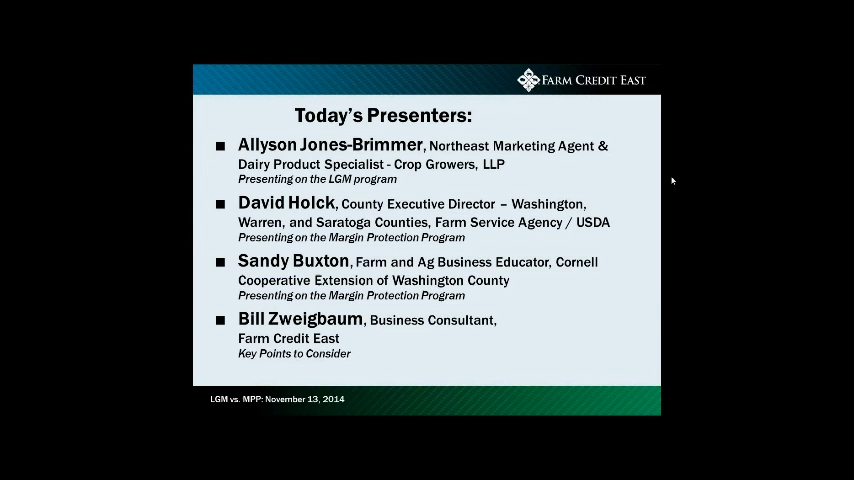 FARM CREDIT EAST
Today's Presenters:
■ Allyson Jones-Brimmer, Northeast Marketing Agent &
Dairy Product Specialist - Crop Growers, LLP
Presenting on the LGM program
■ David Holck, County Executive Director – Washington,
Warren, and Saratoga Counties, Farm Service Agency / USDA
Presenting on the Margin Protection Program
■ Sandy Buxton, Farm and Ag Business Educator, Cornell
Cooperative Extension of Washington County
Presenting on the Margin Protection Program
■ Bill Zweigbaum, Business Consultant,
Farm Credit East
Key Points to Consider
LGM vs. MPP: November 13, 2014